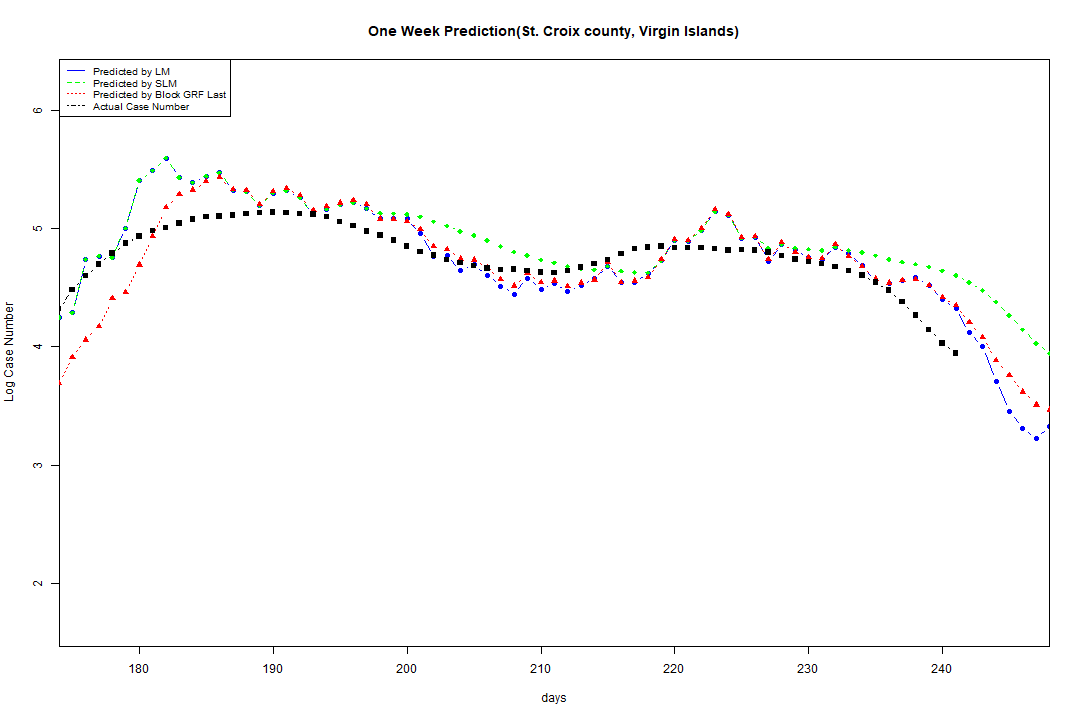 One Week Prediction(St. Croix county, Virgin Islands)
Predicted by LM
Predicted by SLM
Predicted by Block GRF Last
Actual Case Number
Log Case Number
6
5
4
3
2
180 190 200 210 220 230 240
days